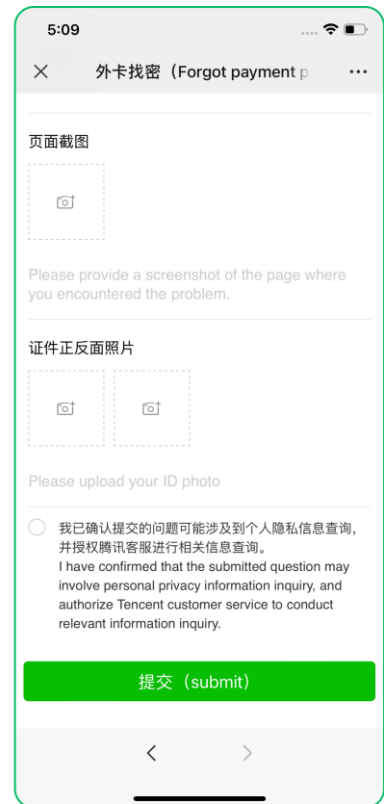 5:09
外卡找密（Forgot payment p
页面截图
Please provide a screenshot of the page where
you encountered the problem.
证件正反面照片
Please upload your ID photo
我已确认提交的问题可能涉及到个人隐私信息查询，
并授权腾讯客服进行相关信息查询。
I have confirmed that the submitted question may
involve personal privacy information inquiry, and
authorize Tencent customer service to conduct
relevant information inquiry.
提交（submit）